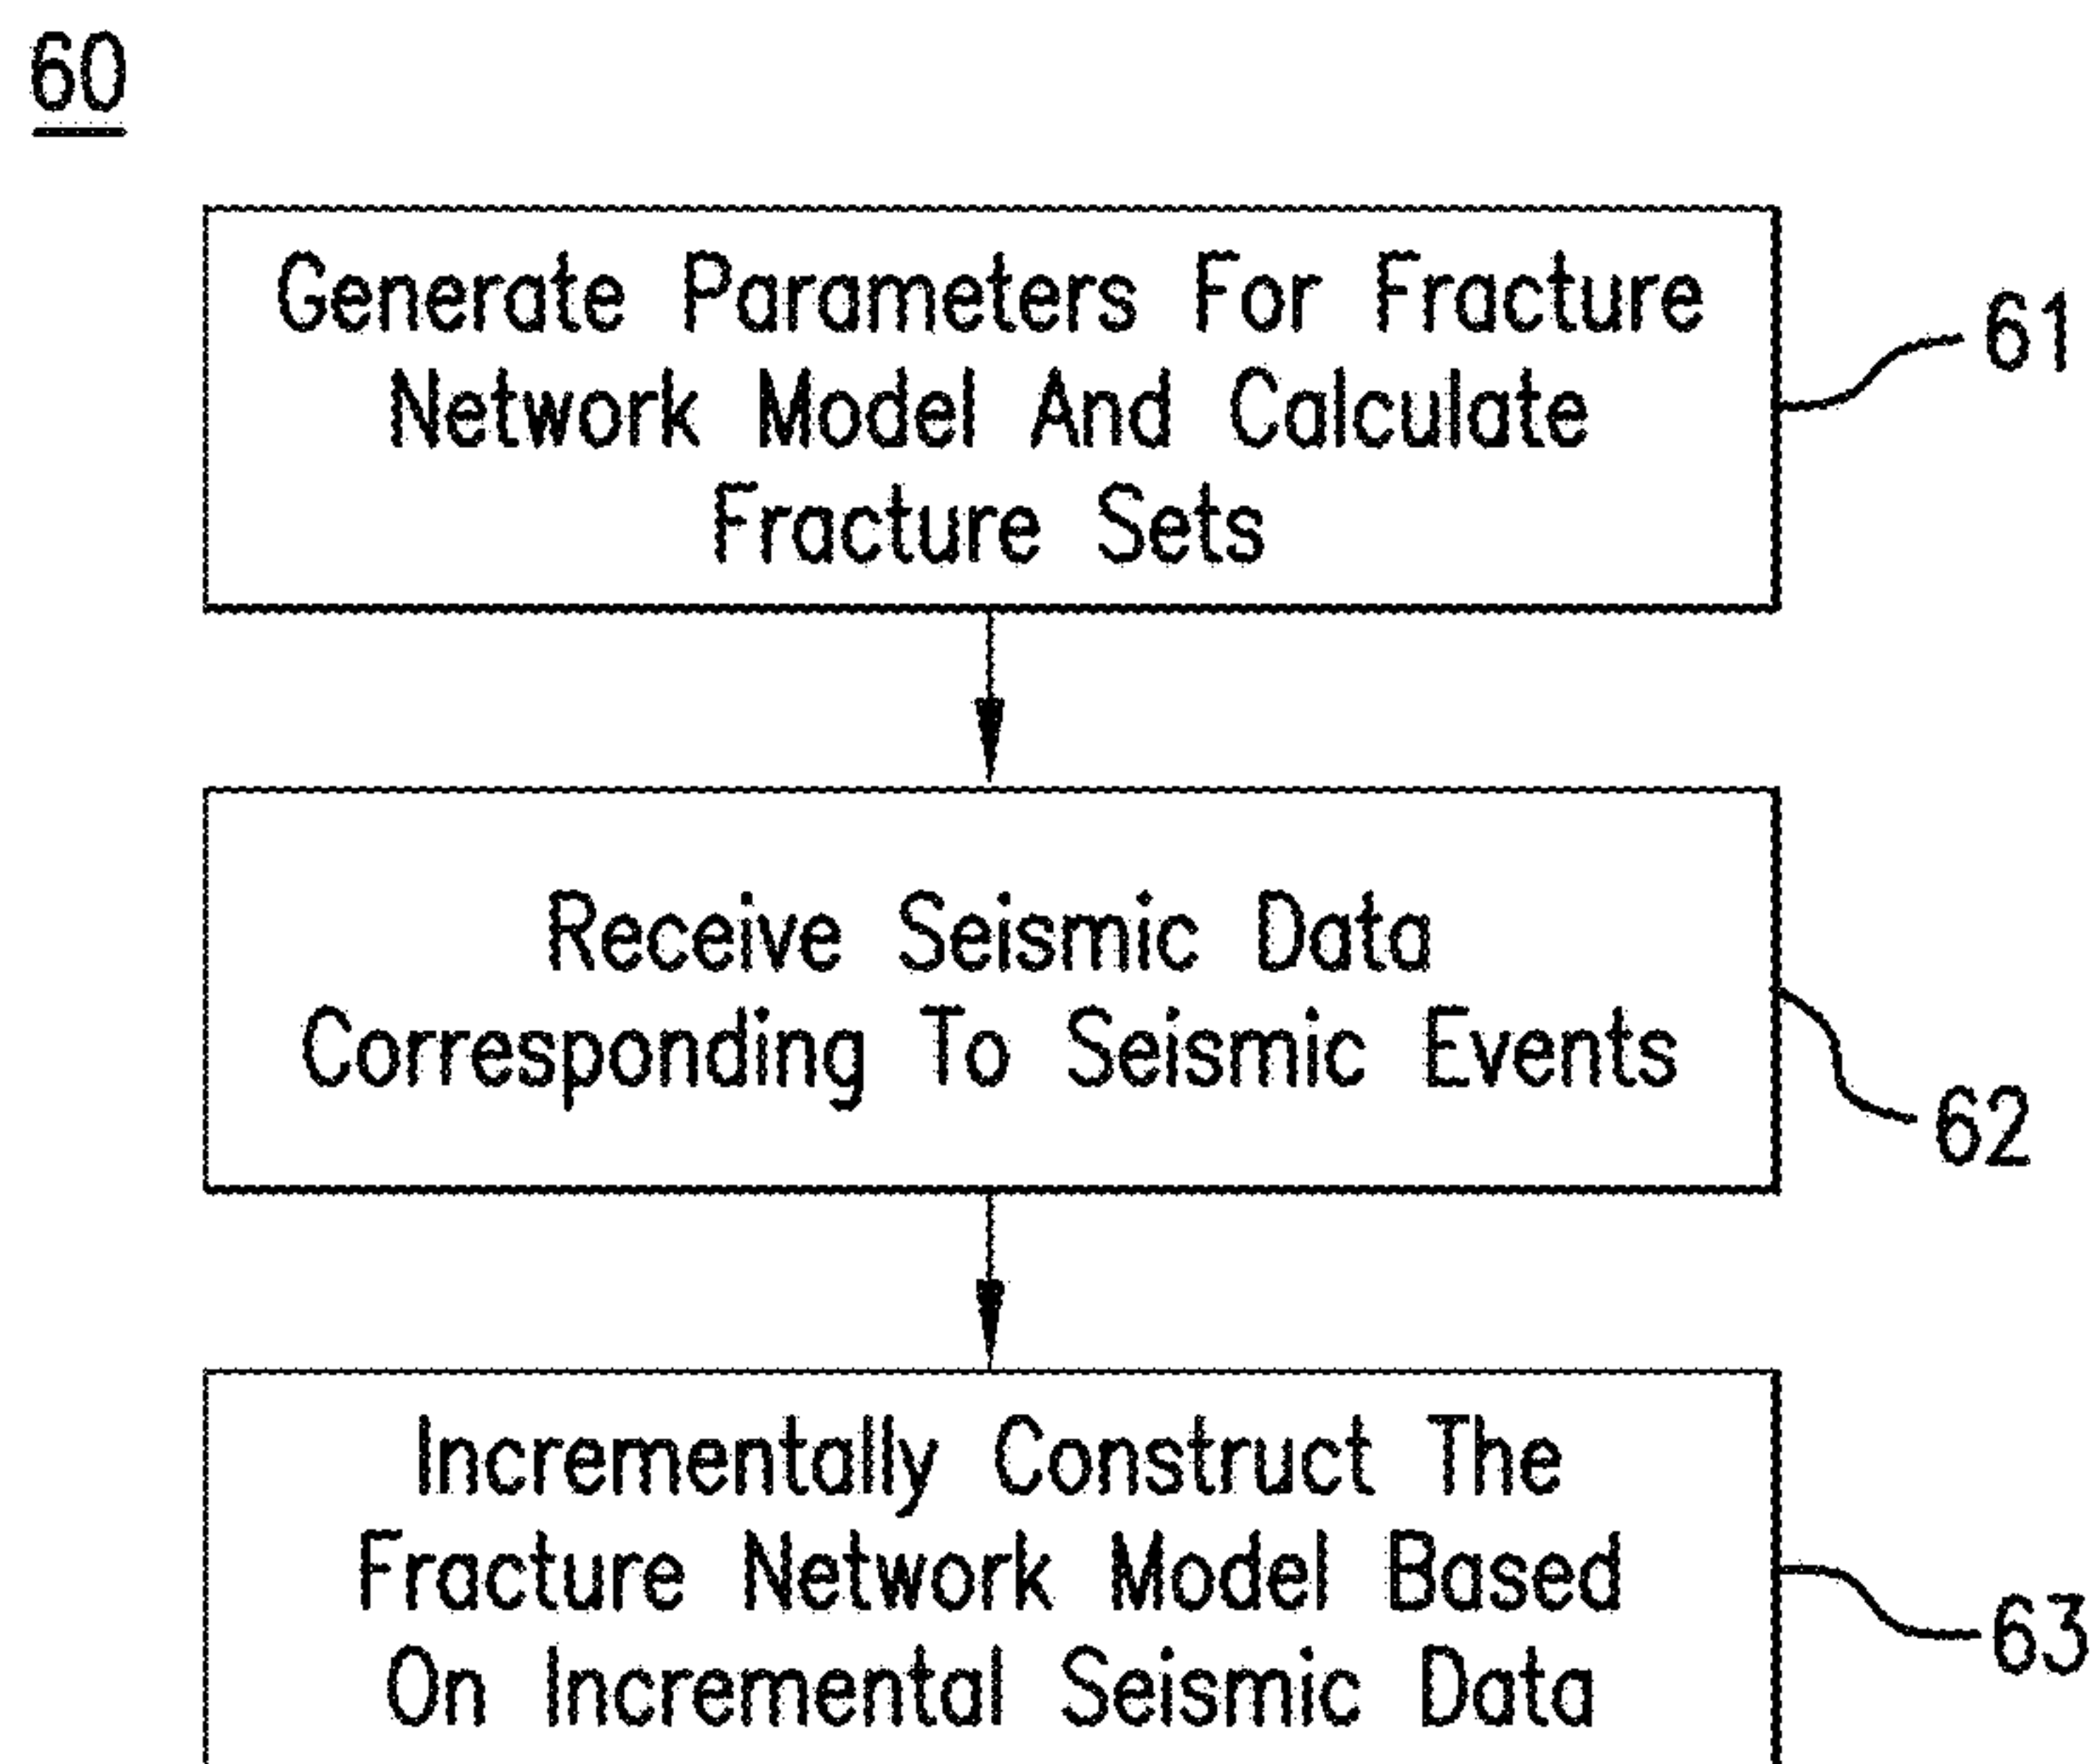 60
Generate Parameters For Fracture
Network Model And Calculate
Fracture Sets
61
Receive Seismic Data
Corresponding To Seismic Events
62
Incrementally Construct The
Fracture Network Model Based
On Incremental Seismic Data
63